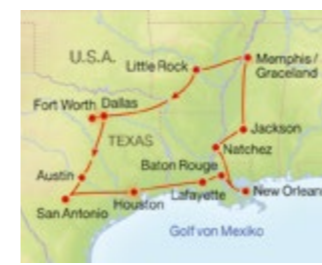 U.S.A.
Memphis /
Graceland
Little Rock
Fort Worth Dallas
Jackson
TEXAS
Natchez
Baton Rouge
Austin
New Orlean
Lafayette
Houston
San Antonio
Golf von Mexiko